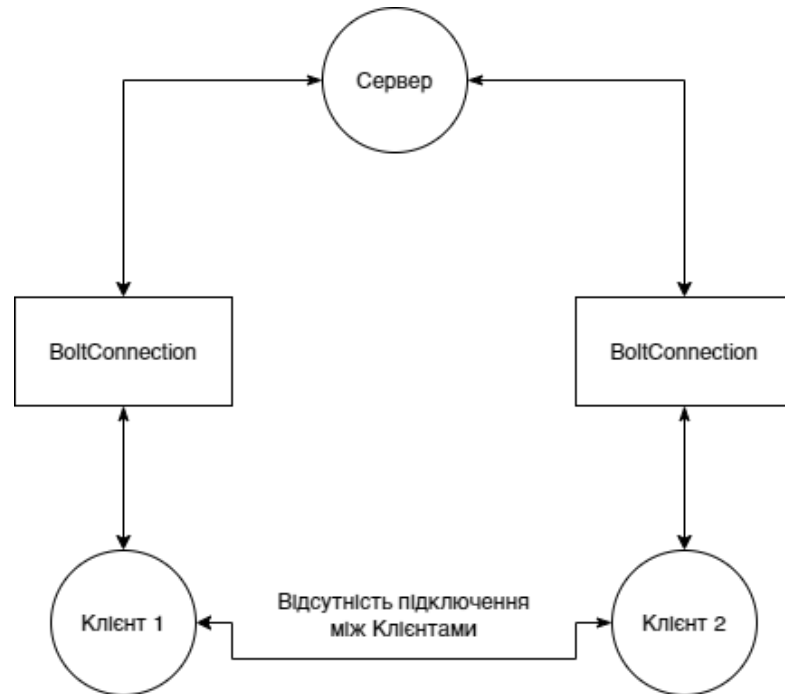 Сервер
BoltConnection
BoltConnection
Відсутність підключення
між Клієнтами
Клієнт 1
Клієнт 2